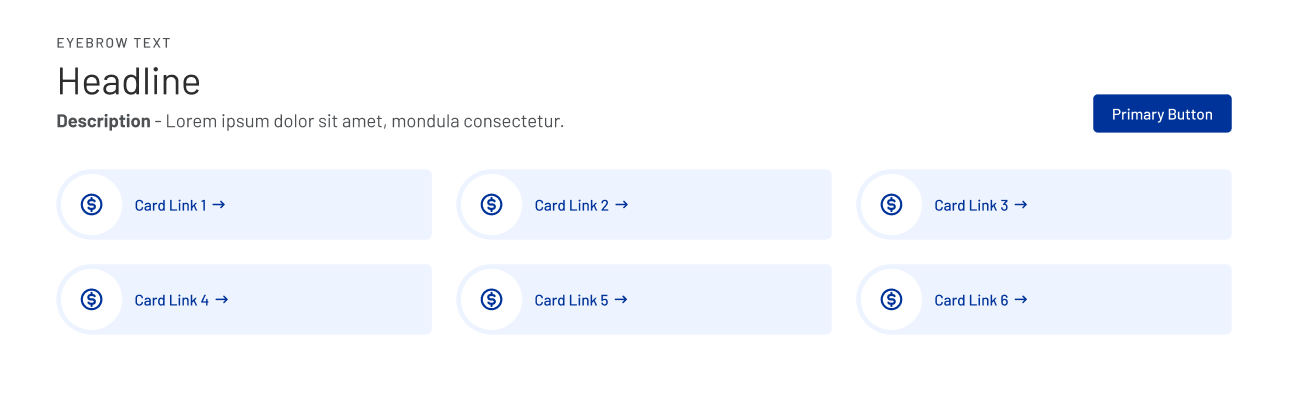 EYEBROW TEXT
Headline
Description - Lorem ipsum dolor sit amet, mondula consectetur.
Primary Button
Card Link 1 →
Card Link 2 →
Card Link 3 →
Card Link 4 →
Card Link 5 →
Card Link 6 →